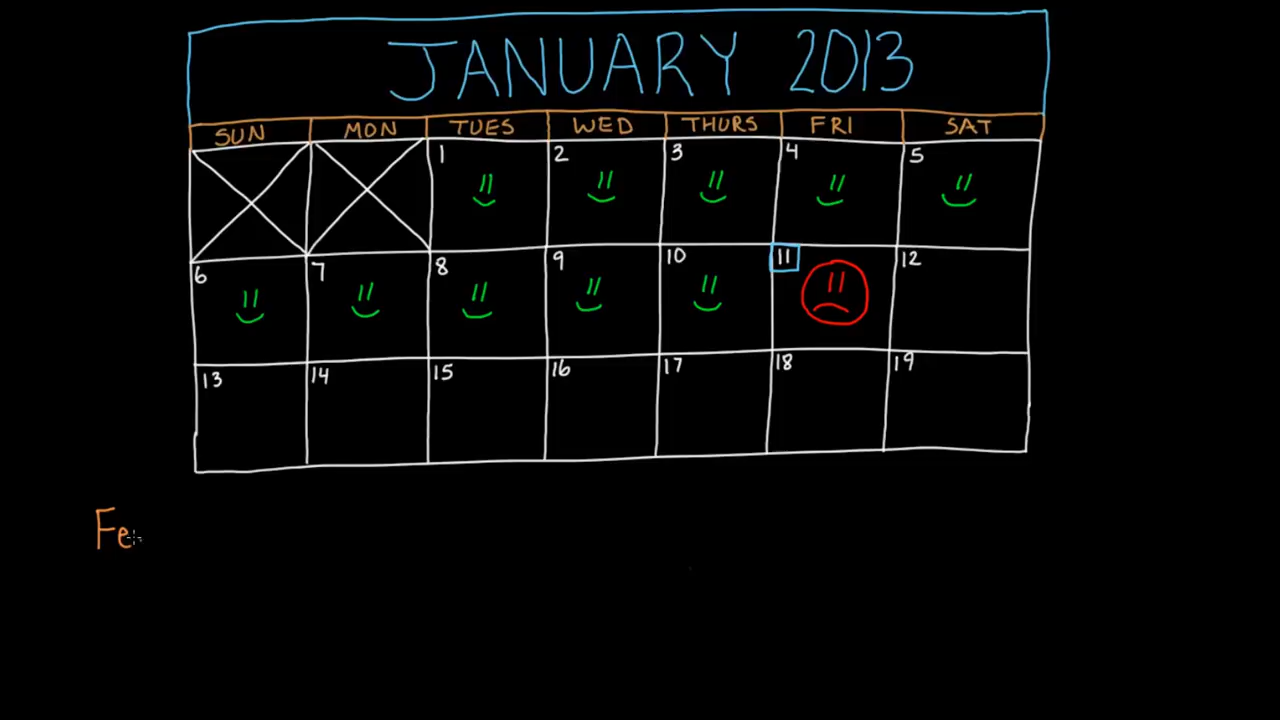 JANUARY 2013
SUN MON TUES WED THURS FRI SAT
1 2 3 4 5
6 7 8 9 10 11 12
13 14 15 16 17 18 19
Fe